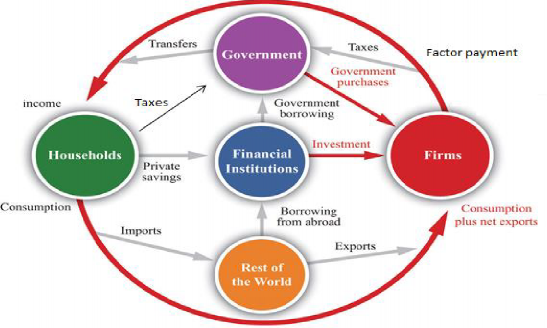 Transfers
Government
Taxes
Factor payment
Government
purchases
income
Taxes
Government
borrowing
Households
Private
savings
Financial
Institutions
Investment
Firms
Consumption
Imports
Borrowing
from abroad
Exports
Consumption
plus net exports
Rest of
the World